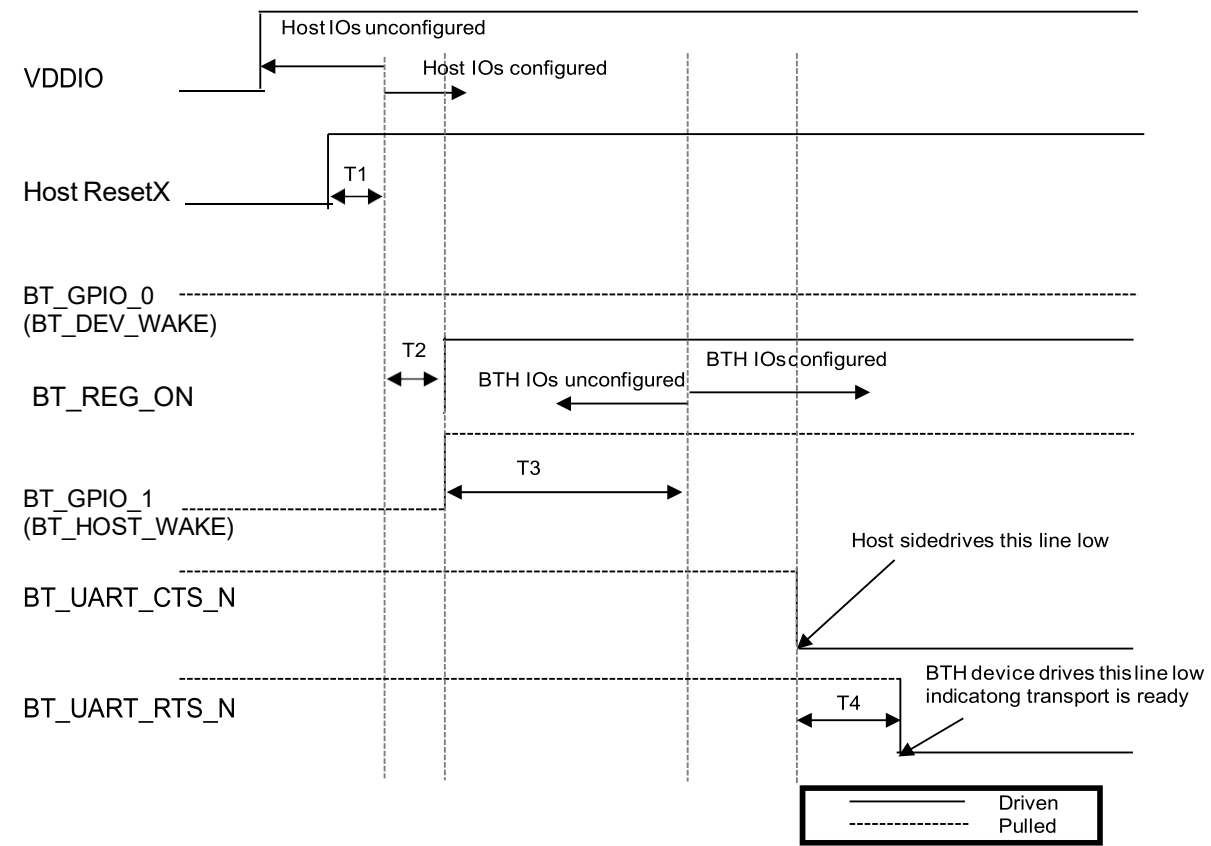 Host IOs unconfigured
VDDIO
Host IOs configured
T1
Host ResetX
BT_GPIO_0
(BT_DEV_WAKE)
T2
BTH IOs configured
BTH IOs unconfigured
BT_REG_ON
T3
BT_GPIO_1
(BT_HOST_WAKE)
Host sidedrives this line low
BT_UART_CTS_N
BTH device drives this line low
indicatong transport is ready
T4
BT_UART_RTS_N
Driven
Pulled